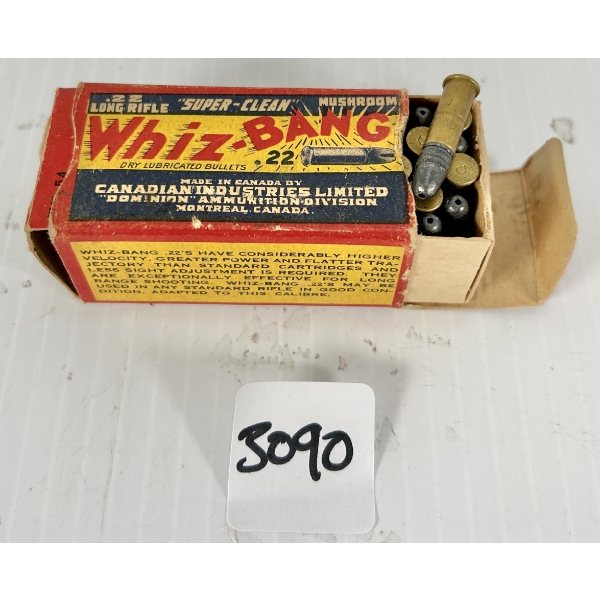 .22
LONG RIFLE "SUPER-CLEAN" MUSHROOM
Whiz-BANG
DRY LUBRICATED BULLETS .22
MADE IN CANADA BY
CANADIAN INDUSTRIES LIMITED
"DOMINION" AMMUNITION DIVISION
MONTREAL, CANADA.
WHIZ-BANG .22'S HAVE CONSIDERABLY HIGHER
VELOCITY. GREATER POWER AND FLATTER TRA-
JECTORY THAN STANDARD CARTRIDGES AND
LESS SIGHT ADJUSTMENT IS REQUIRED. THEY
ARE EXTREMELY EFFECTIVE FOR LONG
RANGE SHOOTING. WHIZ-BANG .22'S MAY BE
USED IN ANY STANDARD RIFLE IN GOOD CON-
DITION, ADAPTED TO THIS CALIBRE.
54
3090